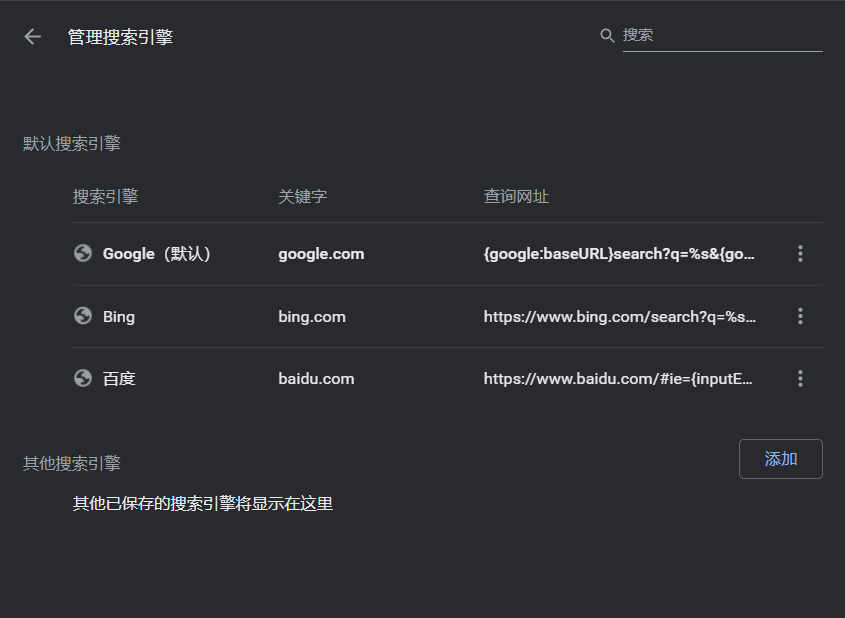 管理搜索引擎
搜索
默认搜索引擎
搜索引擎 关键字 查询网址
Google（默认） google.com {google:baseURL}search?q=%s&{go...
Bing bing.com https://www.bing.com/search?q=%s...
百度 baidu.com https://www.baidu.com/#ie={inputE...
其他搜索引擎 添加
其他已保存的搜索引擎将显示在这里